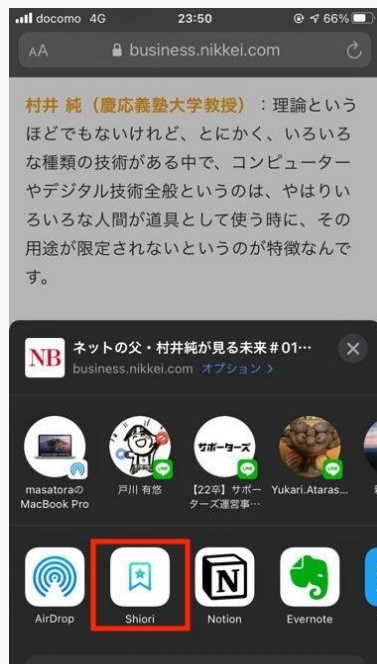 docomo 4G 23:50 66%
AA business.nikkei.com
村井 純（慶応義塾大学教授）：理論という
ほどでもないけれど、とにかく、いろいろ
な種類の技術がある中で、コンピューター
やデジタル技術全般というのは、やはりい
ろいろな人間が道具として使う時に、その
用途が限定されないというのが特徴なんで
す。
NB
ネットの父・村井純が見る未来＃01…
business.nikkei.com オプション >
サポーターズ
masatoraの
MacBook Pro
戸川 有悠
【22卒】サポー
ターズ運営事…
Yukari.Ataras...
N
AirDrop Shiori Notion Evernote